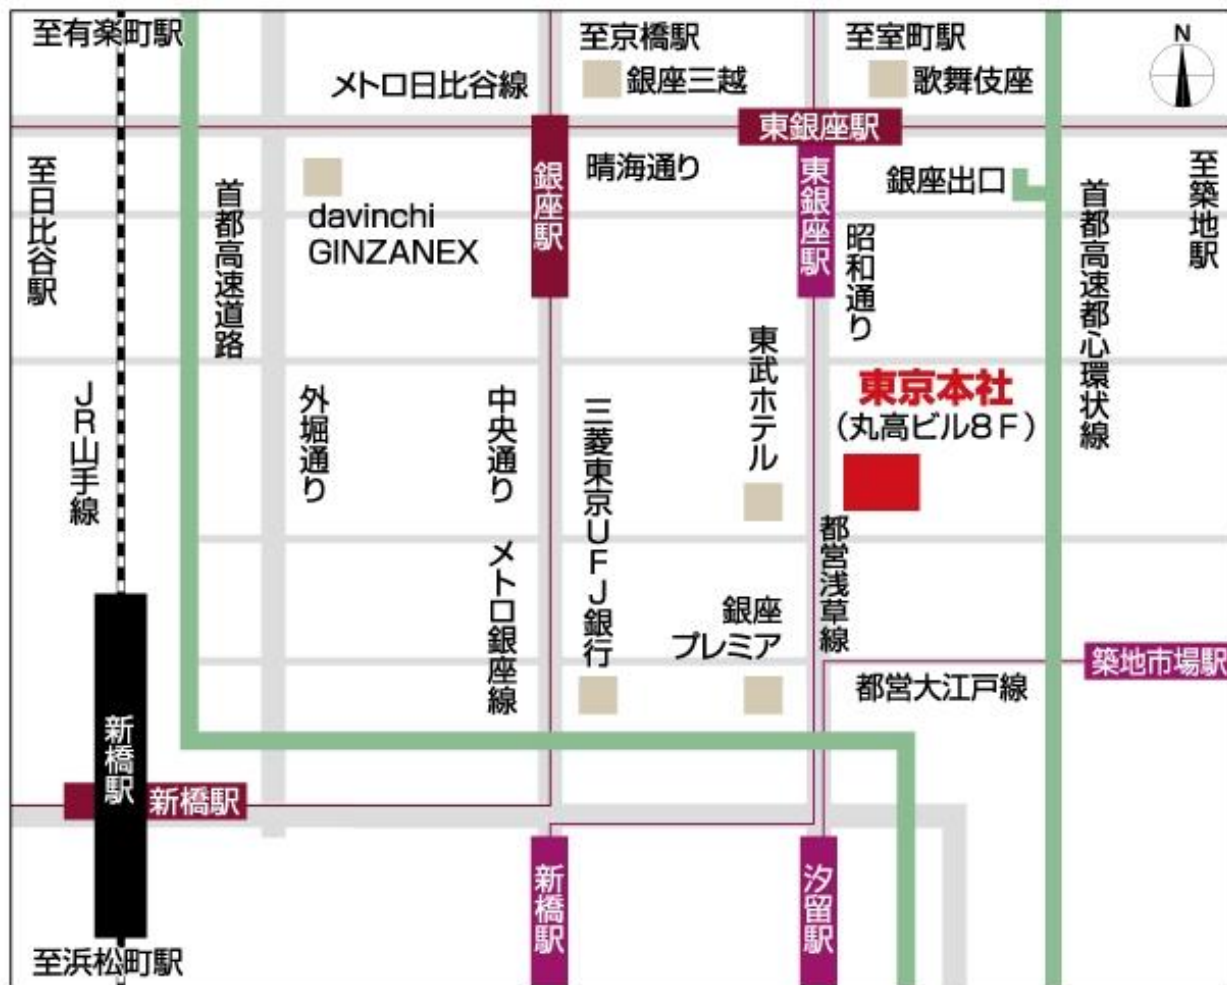 至有楽町駅
至京橋駅
至室町駅
N
メトロ日比谷線
銀座三越
歌舞伎座
東銀座駅
至日比谷駅
首都高速道路
davinchi
GINZANEX
銀座駅
晴海通り
東銀座駅
昭和通り
銀座出口
首都高速都心環状線
至築地駅
JR山手線
外堀通り
中央通り
メトロ銀座線
三菱東京UFJ銀行
東武ホテル
東京本社
(丸高ビル8F)
都営浅草線
銀座
プレミア
築地市場駅
都営大江戸線
新橋駅
新橋駅
新橋駅
汐留駅
至浜松町駅